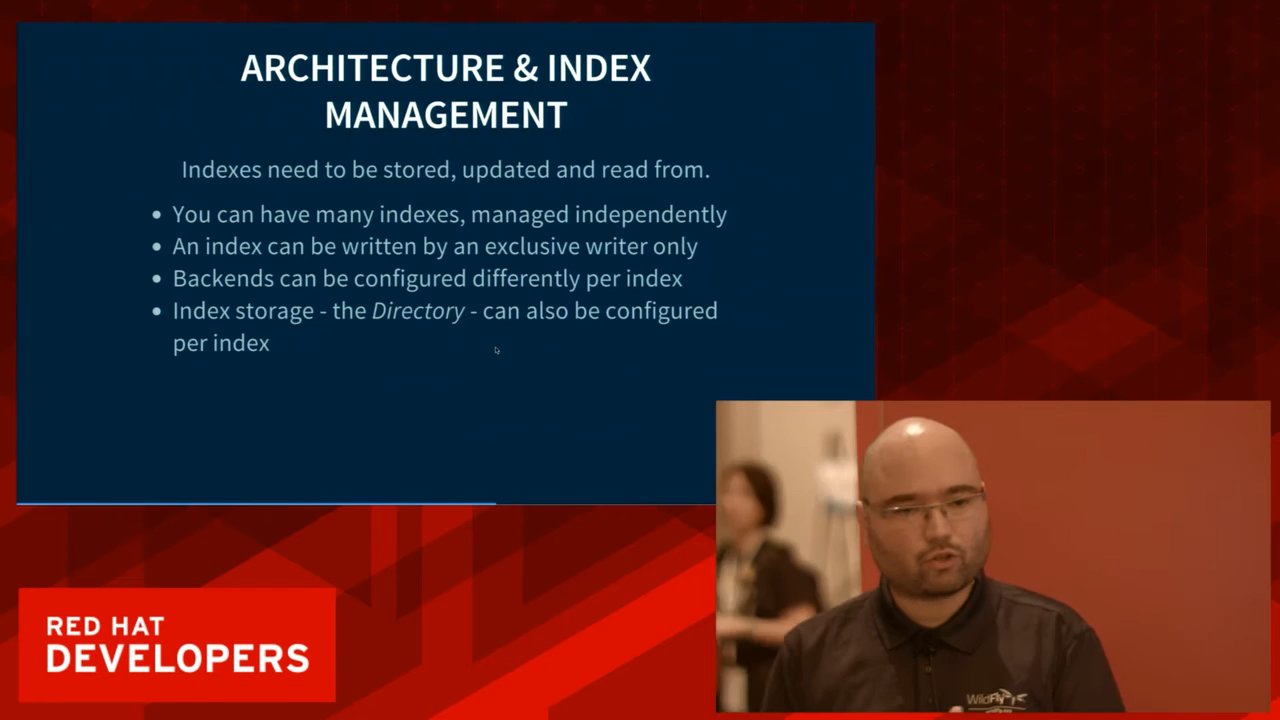 ARCHITECTURE & INDEX
MANAGEMENT
Indexes need to be stored, updated and read from.
You can have many indexes, managed independently
An index can be written by an exclusive writer only
Backends can be configured differently per index
Index storage - the Directory - can also be configured
per index
RED HAT
DEVELOPERS
WildFly